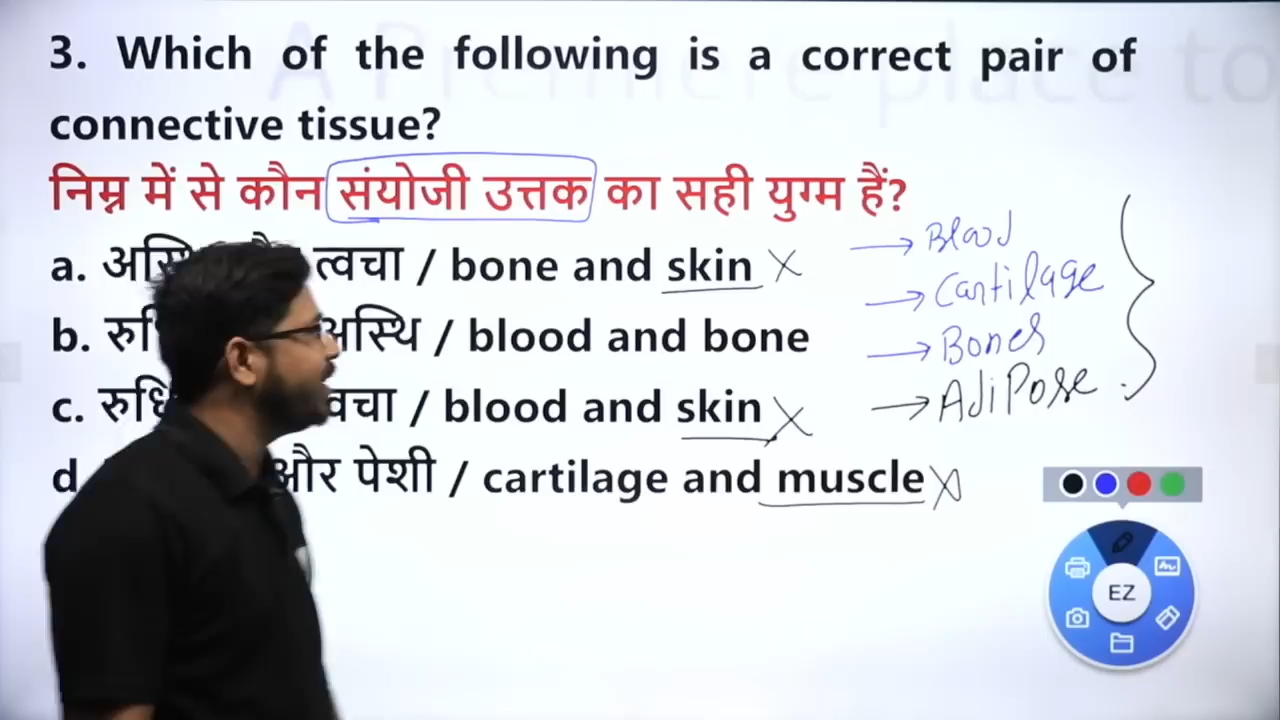 3. Which of the following is a correct pair of
connective tissue?
निम्न में से कौन संयोजी उत्तक का सही युग्म हैं?
a. त्वचा / bone and skin X
b. अस्थि / blood and bone
c. / blood and skin X
d और पेशी / cartilage and muscle X
→ Blood
→ Cartilage
→ Bones
→ AdiPose
EZ